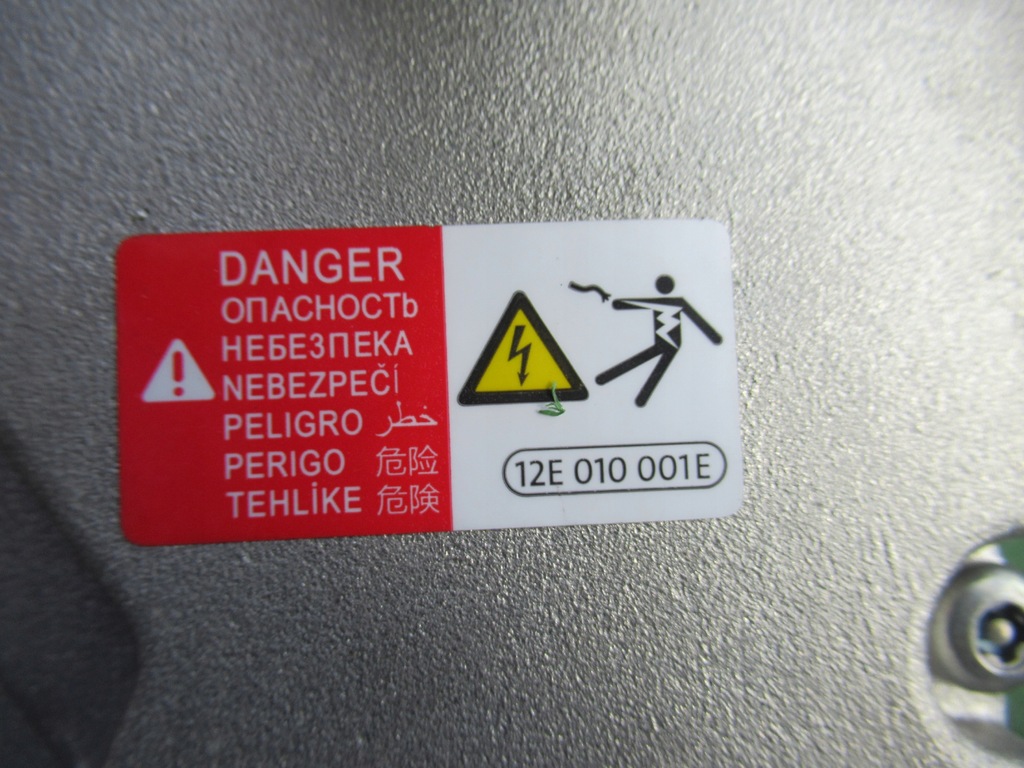 DANGER
ОПАСНОСТЬ
НЕБЕЗПЕКА
NEBEZPEČÍ
PELIGRO خطر
PERIGO 危险
TEHLİKE 危険
12E 010 001E